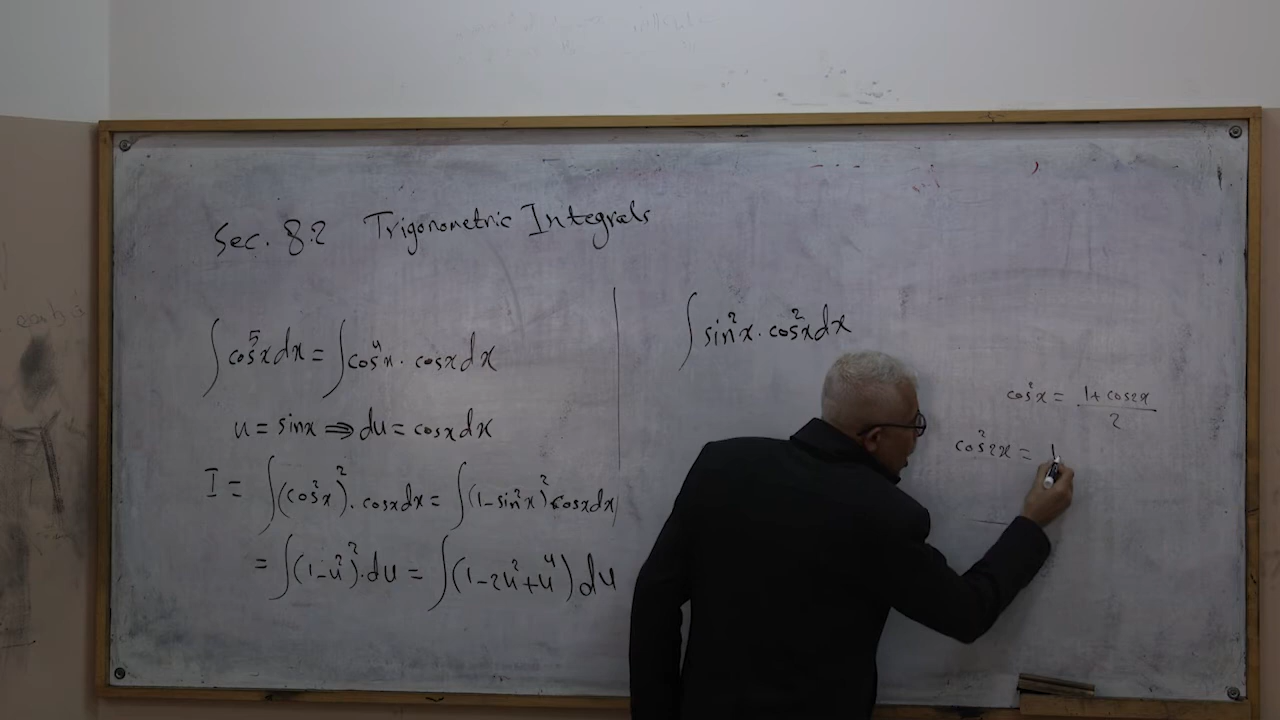 Sec. 8.2 Trigonometric Integrals
∫cos⁵x dx = ∫cos⁴x · cosx dx
u = sinx ⇒ du = cosx dx
I = ∫(cos²x)² · cosx dx = ∫(1-sin²x)² cosx dx
= ∫(1-u²)² · du = ∫(1-2u²+u⁴) du
∫sin²x · cos²x dx
cos²x = (1+cos2x)/2
cos²2x = 1